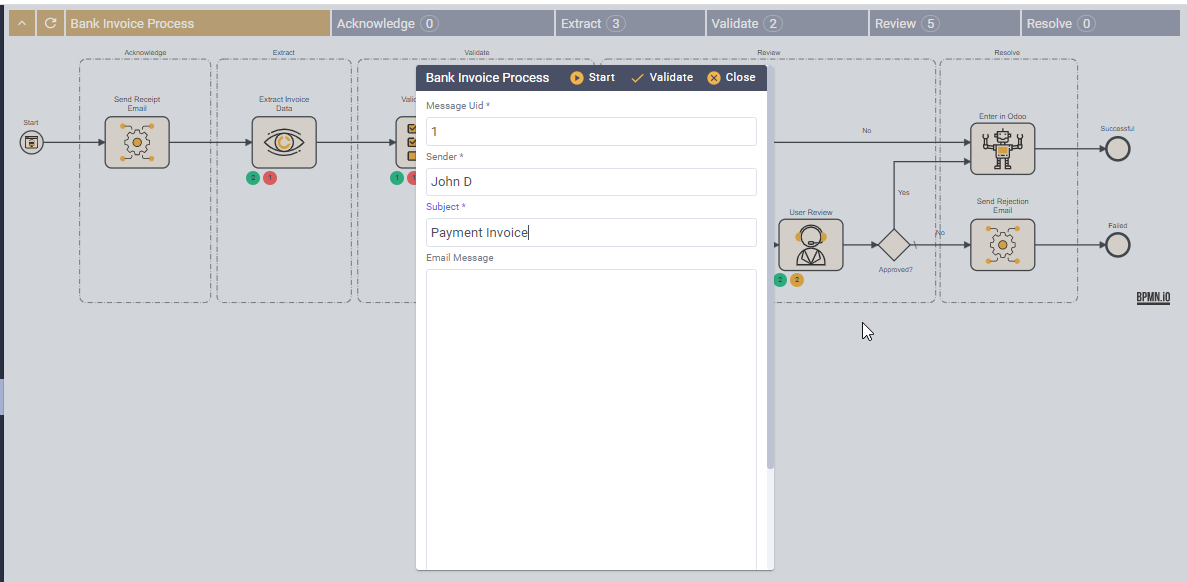 Bank Invoice Process
Acknowledge 0
Extract 3
Validate 2
Review 5
Resolve 0
Acknowledge
Extract
Validate
Review
Resolve
Start
Send Receipt
Email
Extract Invoice
Data
2 1
1
Bank Invoice Process Start Validate Close
Message Uid *
1
Sender *
John D
Subject *
Payment Invoice
Email Message
No
Enter in Odoo
Successful
Yes
User Review
2 2
Approved?
No
Send Rejection
Email
Failed
BPMN.iO